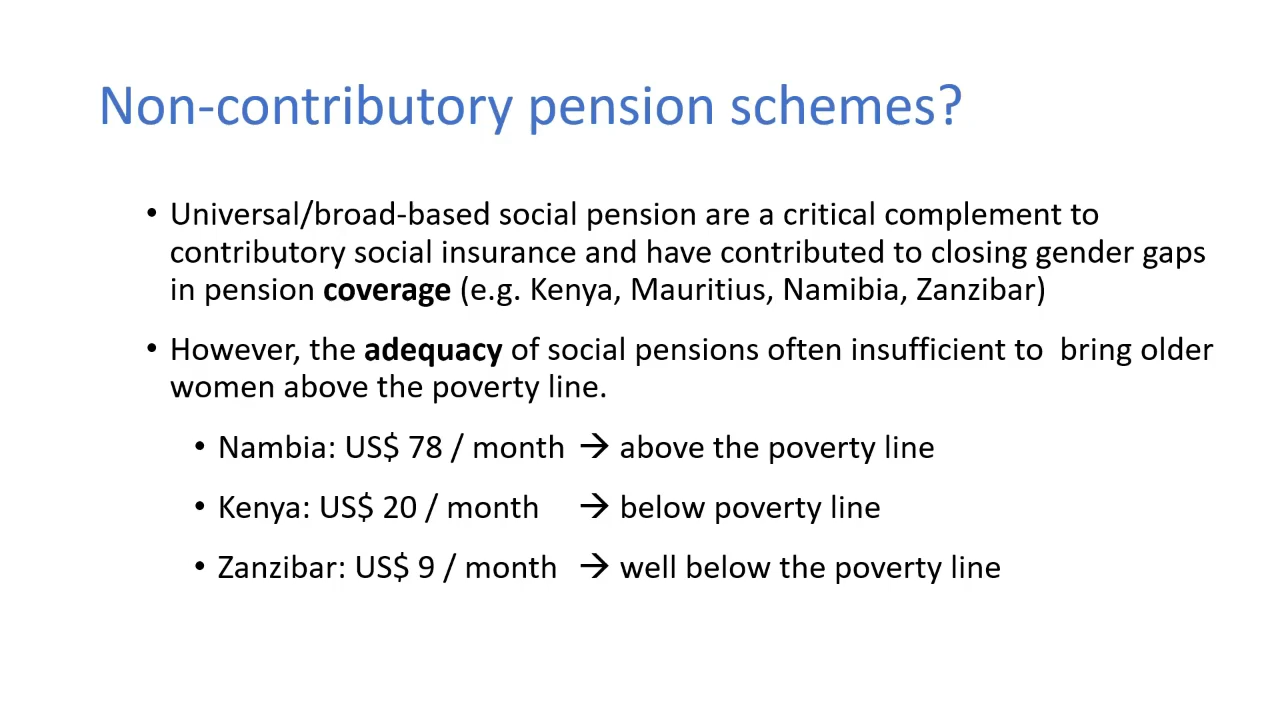 Non-contributory pension schemes?
• Universal/broad-based social pension are a critical complement to
contributory social insurance and have contributed to closing gender gaps
in pension coverage (e.g. Kenya, Mauritius, Namibia, Zanzibar)
• However, the adequacy of social pensions often insufficient to  bring older
women above the poverty line.
• Nambia: US$ 78 / month → above the poverty line
• Kenya: US$ 20 / month → below poverty line
• Zanzibar: US$ 9 / month → well below the poverty line